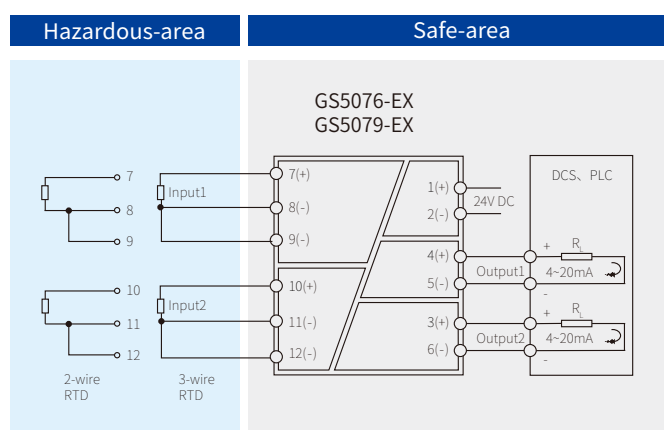 Hazardous-area
Safe-area
GS5076-EX
GS5079-EX
7
8
9
Input1
7(+)
8(-)
9(-)
1(+)
2(-)
24V DC
DCS、PLC
4(+)
5(-)
Output1
+
RL
4~20mA
-
10
11
12
Input2
10(+)
11(-)
12(-)
3(+)
6(-)
Output2
+
RL
4~20mA
-
2-wire
RTD
3-wire
RTD